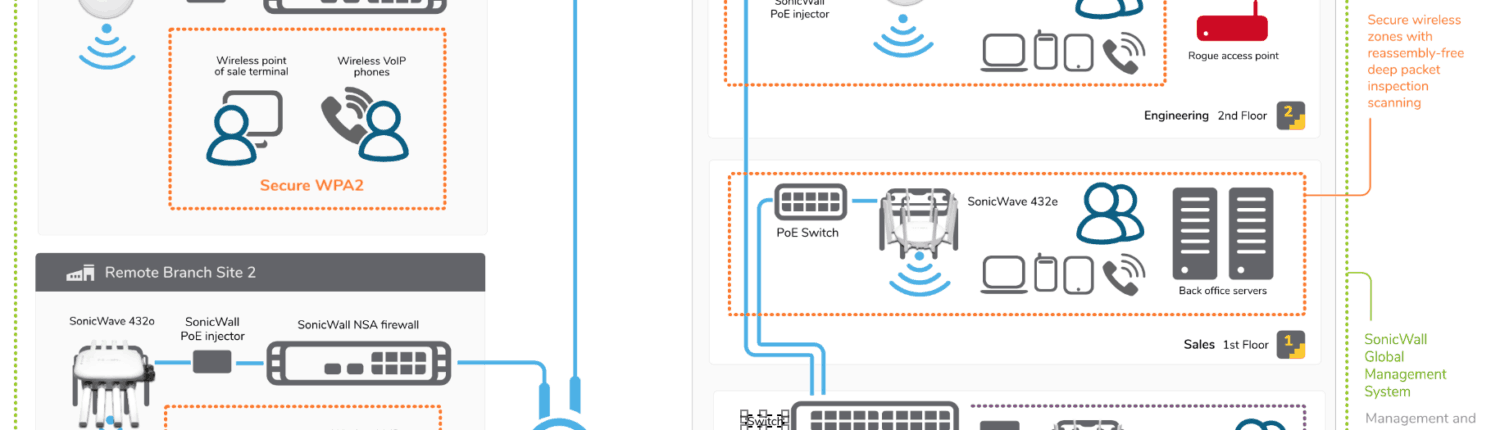 SonicWall
PoE injector
Rogue access point
Secure wireless
zones with
reassembly-free
deep packet
inspection
scanning
Wireless point
of sale terminal
Wireless VoIP
phones
Secure WPA2
Engineering 2nd Floor 2
PoE Switch
SonicWave 432e
Back office servers
Sales 1st Floor 1
Remote Branch Site 2
SonicWave 432o
SonicWall
PoE injector
SonicWall NSA firewall
SonicWall
Global
Management
System
Management and
Switch